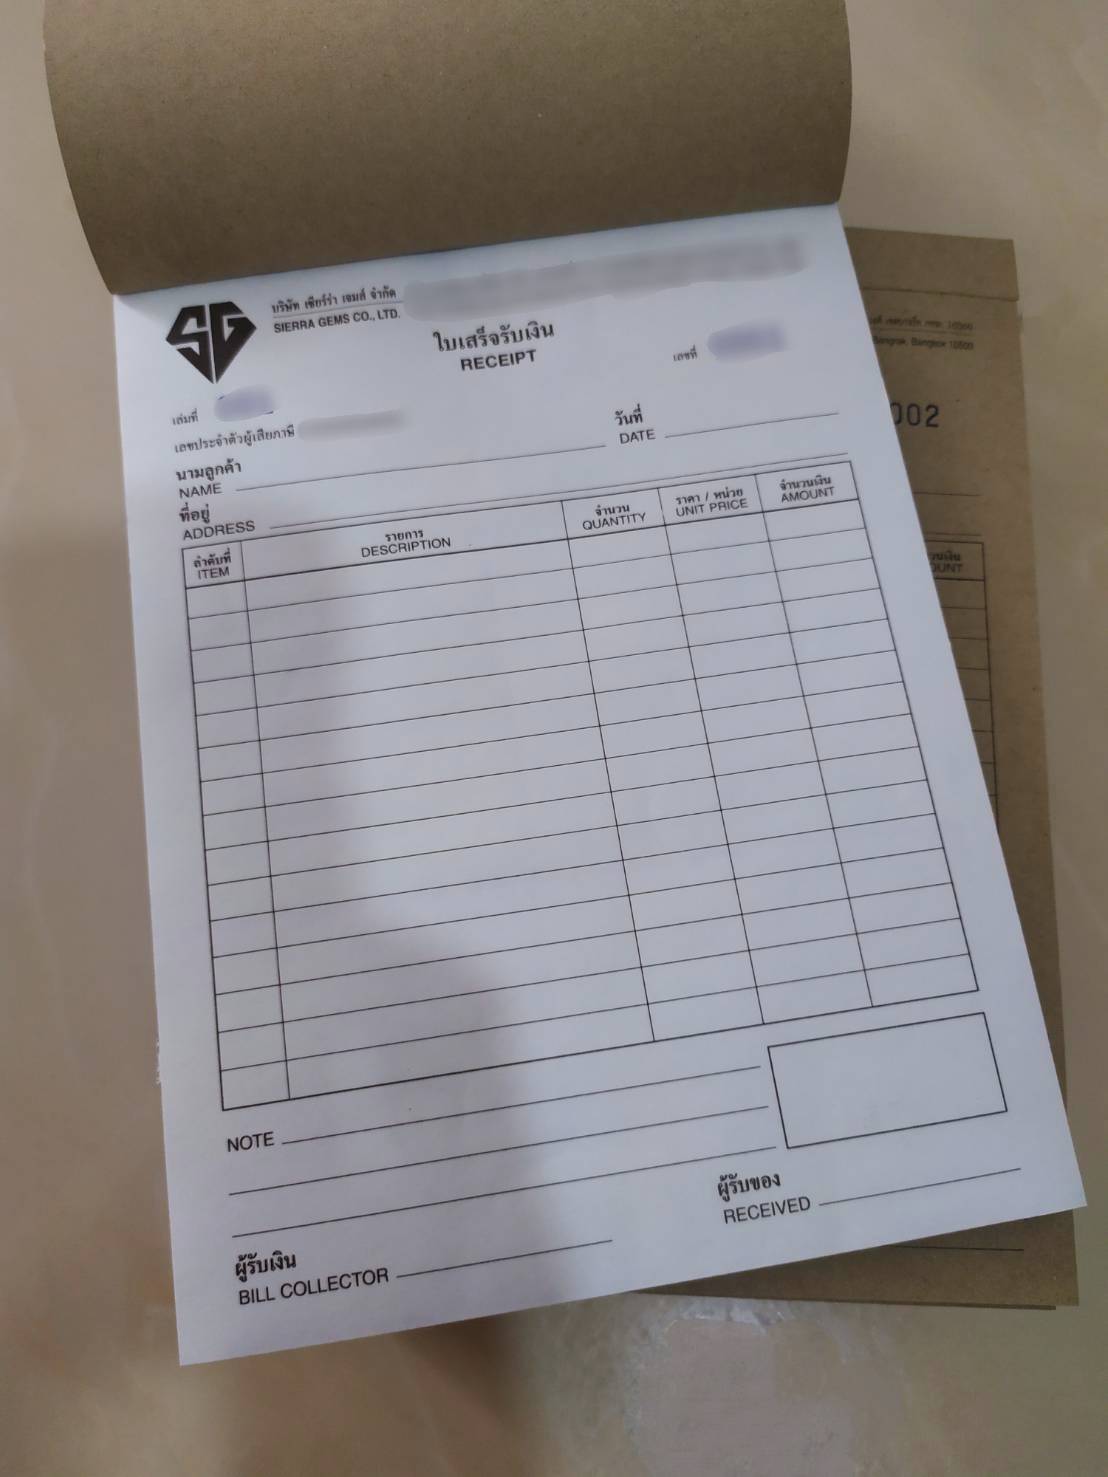 SG
บริษัท เซียร์ร่า เจมส์ จำกัด
SIERRA GEMS CO., LTD.
ใบเสร็จรับเงิน
RECEIPT
เลขที่
เล่มที่
เลขประจำตัวผู้เสียภาษี
นามลูกค้า
NAME
วันที่
DATE
ที่อยู่
ADDRESS
ลำดับที่
ITEM
รายการ
DESCRIPTION
จำนวน
QUANTITY
ราคา / หน่วย
UNIT PRICE
จำนวนเงิน
AMOUNT
NOTE
ผู้รับของ
RECEIVED
ผู้รับเงิน
BILL COLLECTOR
Bangrak, Bangkok 10500
002